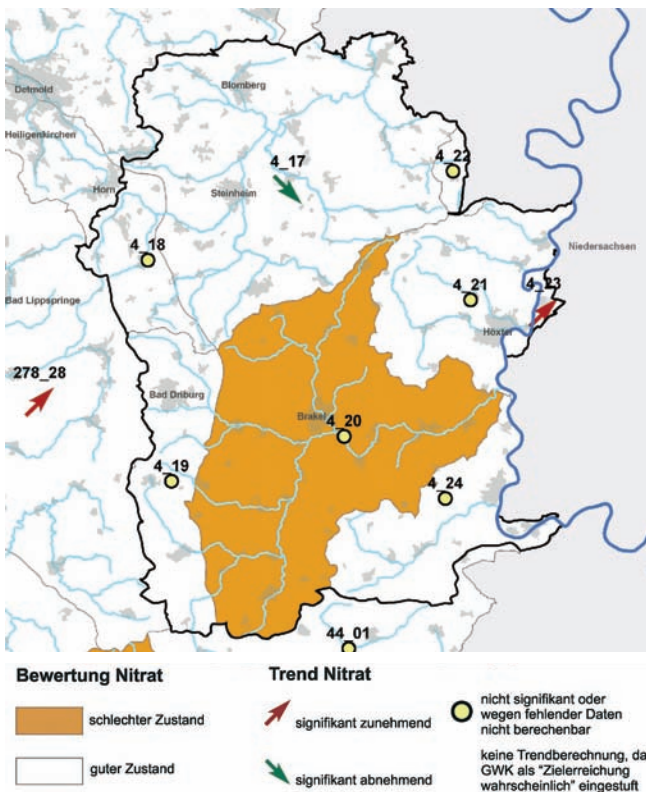 Blomberg
Detmold
Heiligenkirchen
4_17
4_22
Horn
Steinheim
4_18
Niedersachsen
4_21
4_23
Bad Lippspringe
Höxter
278_28
Bad Driburg
Brakel
4_20
4_19
4_24
44_01
Bewertung Nitrat
Trend Nitrat
schlechter Zustand
signifikant zunehmend
nicht signifikant oder
wegen fehlender Daten
nicht berechenbar
guter Zustand
signifikant abnehmend
keine Trendberechnung, da
GWK als "Zielerreichung
wahrscheinlich" eingestuft